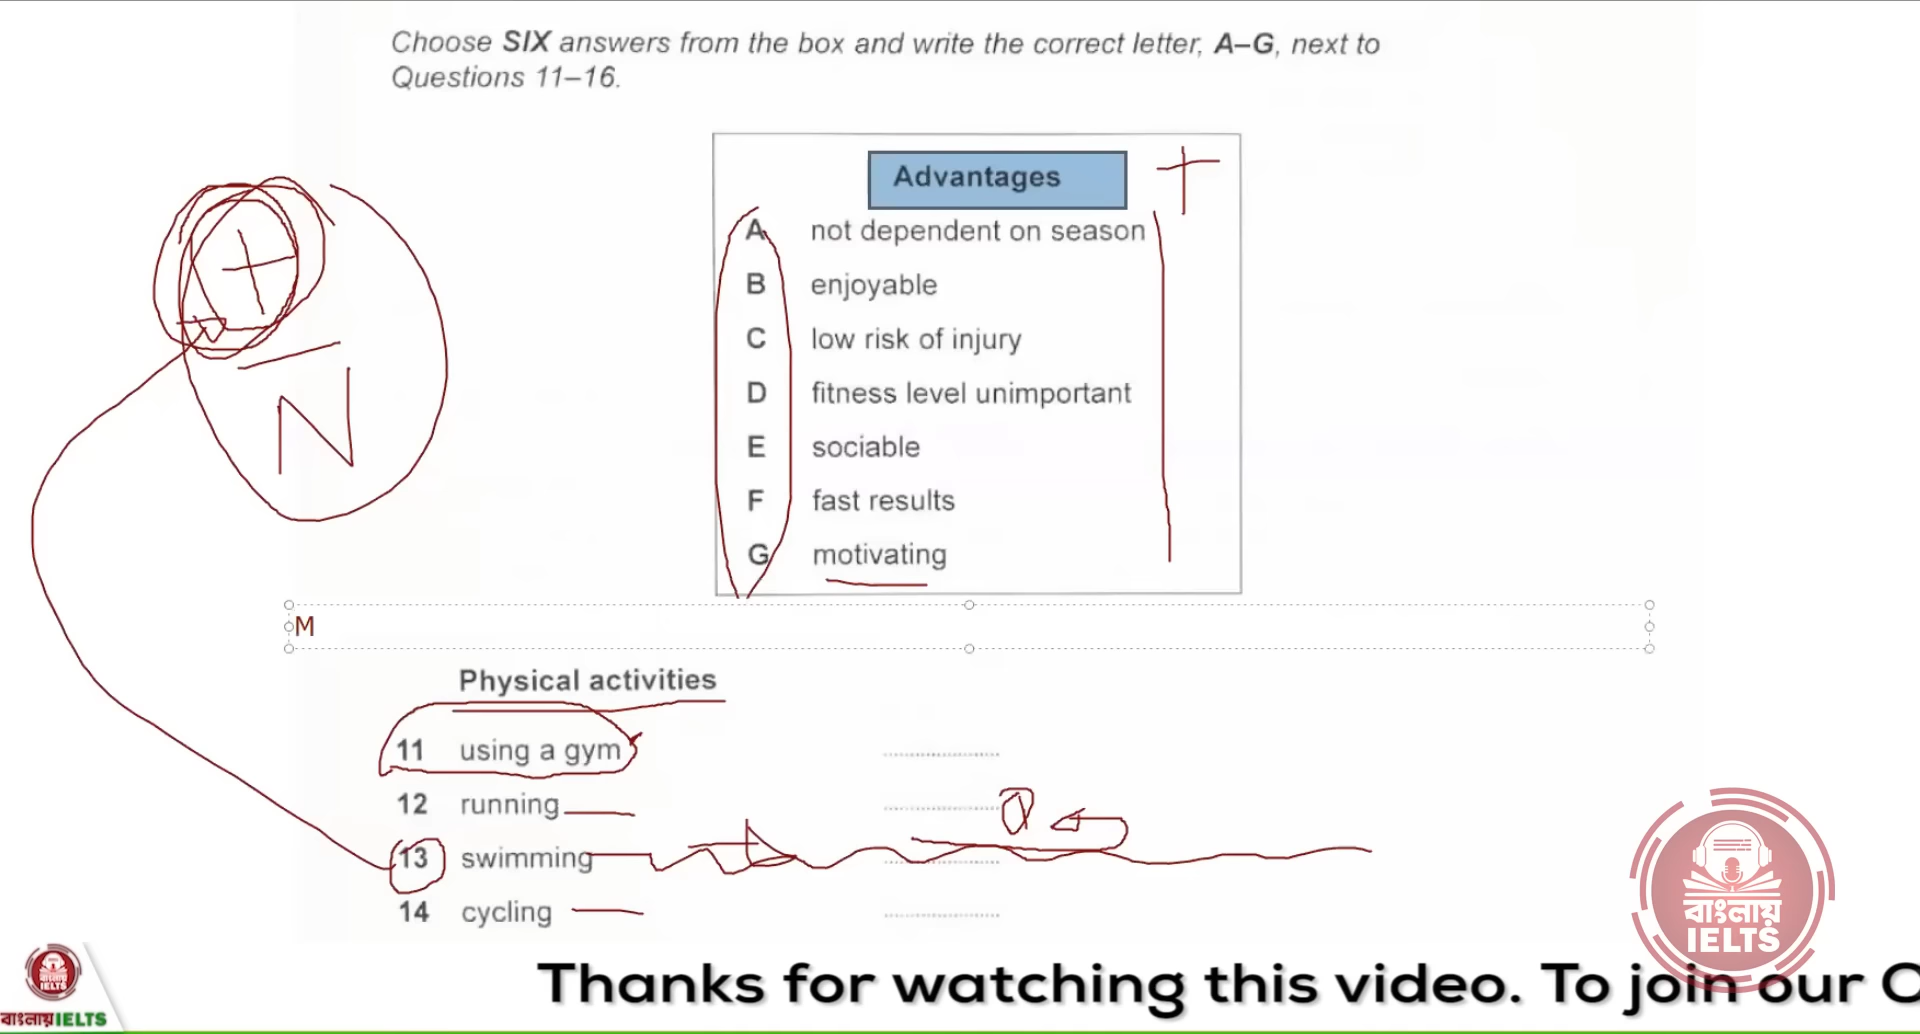 Choose SIX answers from the box and write the correct letter, A–G, next to
Questions 11–16.
Advantages
A not dependent on season
B enjoyable
C low risk of injury
D fitness level unimportant
E sociable
F fast results
G motivating
N
M
Physical activities
11 using a gym
12 running
13 swimming
14 cycling
বাংলায়
IELTS
বাংলায় IELTS
Thanks for watching this video. To join our